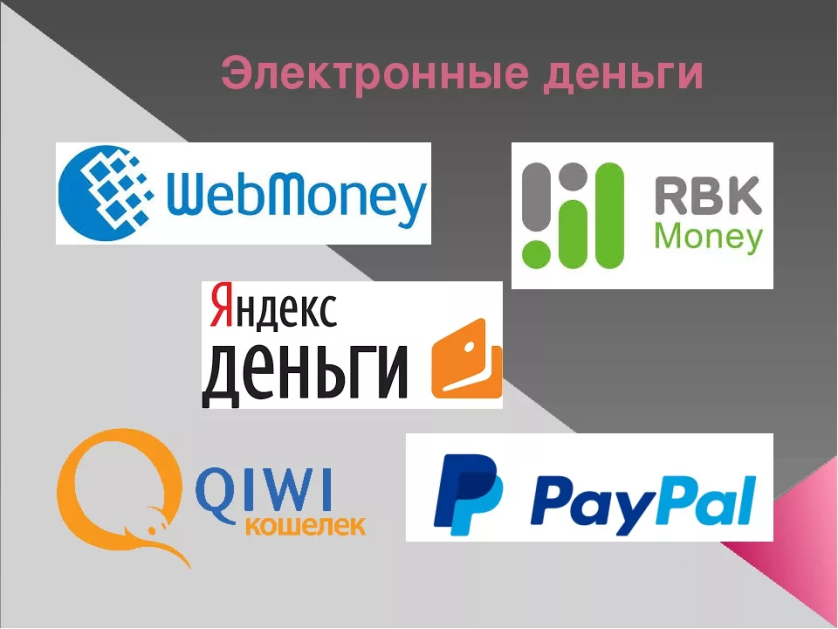 Электронные деньги
WebMoney
RBK
Money
Яндекс
деньги
QIWI
кошелек
PayPal